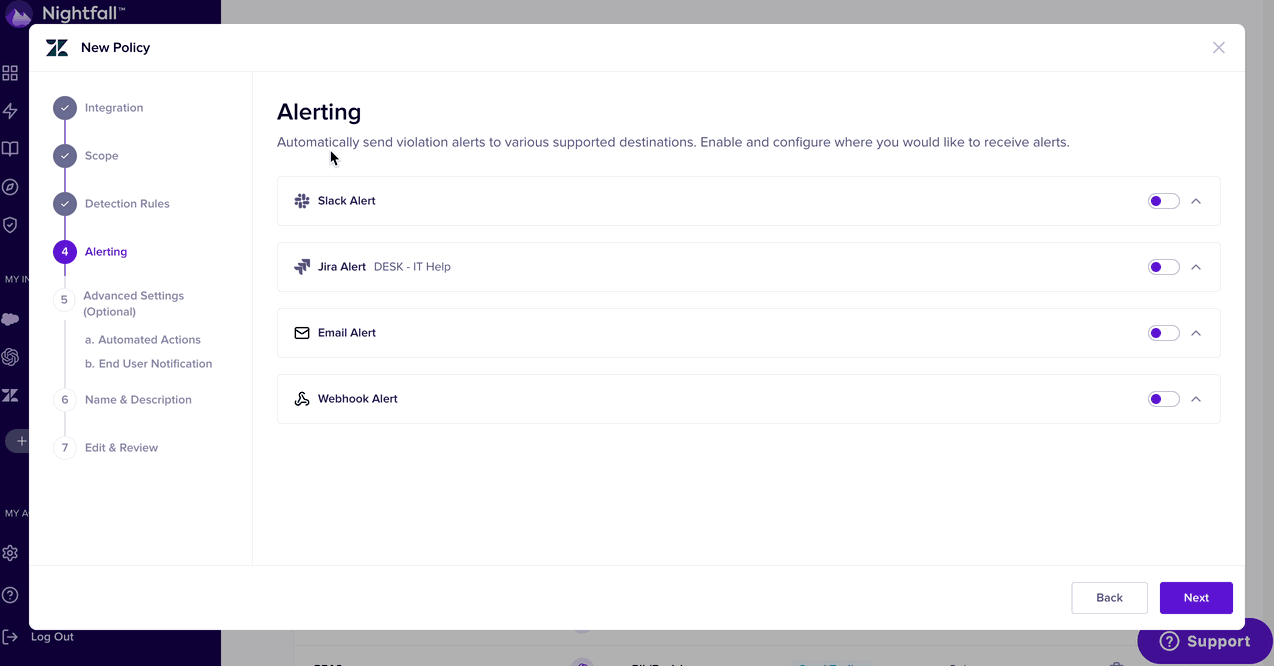 Nightfall™
New Policy
MY IN
MY A
Log Out
Integration
Scope
Detection Rules
4 Alerting
5 Advanced Settings
(Optional)
a. Automated Actions
b. End User Notification
6 Name & Description
7 Edit & Review
Alerting
Automatically send violation alerts to various supported destinations. Enable and configure where you would like to receive alerts.
Slack Alert
Jira Alert DESK - IT Help
Email Alert
Webhook Alert
Back
Next
Support